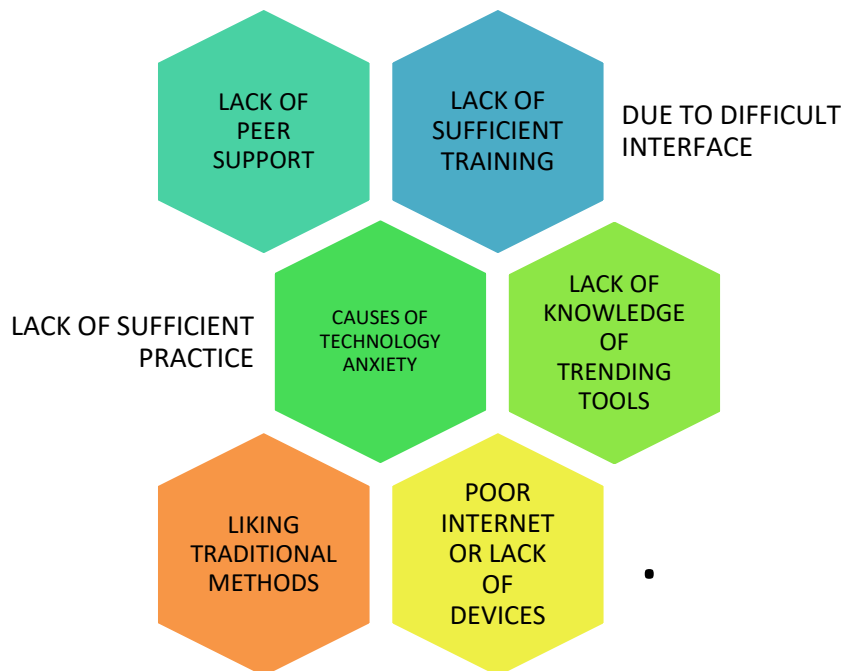 LACK OF
PEER
SUPPORT
LACK OF
SUFFICIENT
TRAINING
DUE TO DIFFICULT
INTERFACE
LACK OF SUFFICIENT
PRACTICE
CAUSES OF
TECHNOLOGY
ANXIETY
LACK OF
KNOWLEDGE
OF
TRENDING
TOOLS
LIKING
TRADITIONAL
METHODS
POOR
INTERNET
OR LACK
OF
DEVICES
.